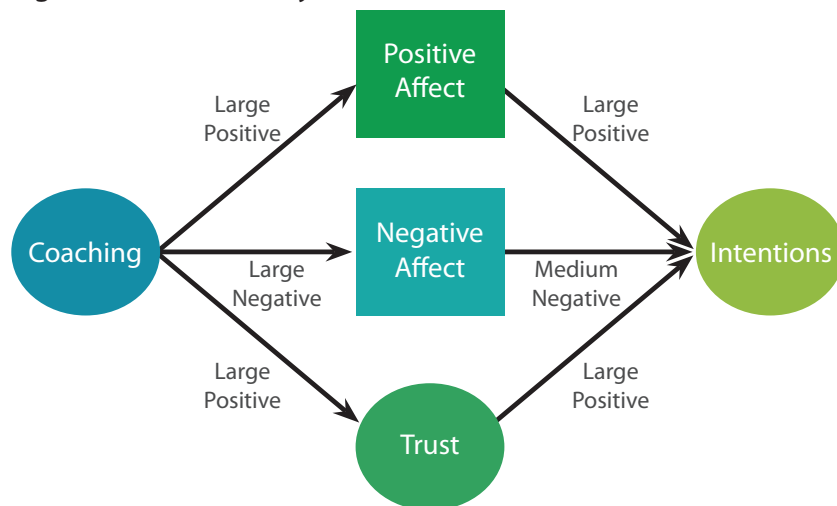 Positive
Affect
Large
Positive
Large
Positive
Coaching
Negative
Affect
Intentions
Large
Negative
Medium
Negative
Large
Positive
Large
Positive
Trust